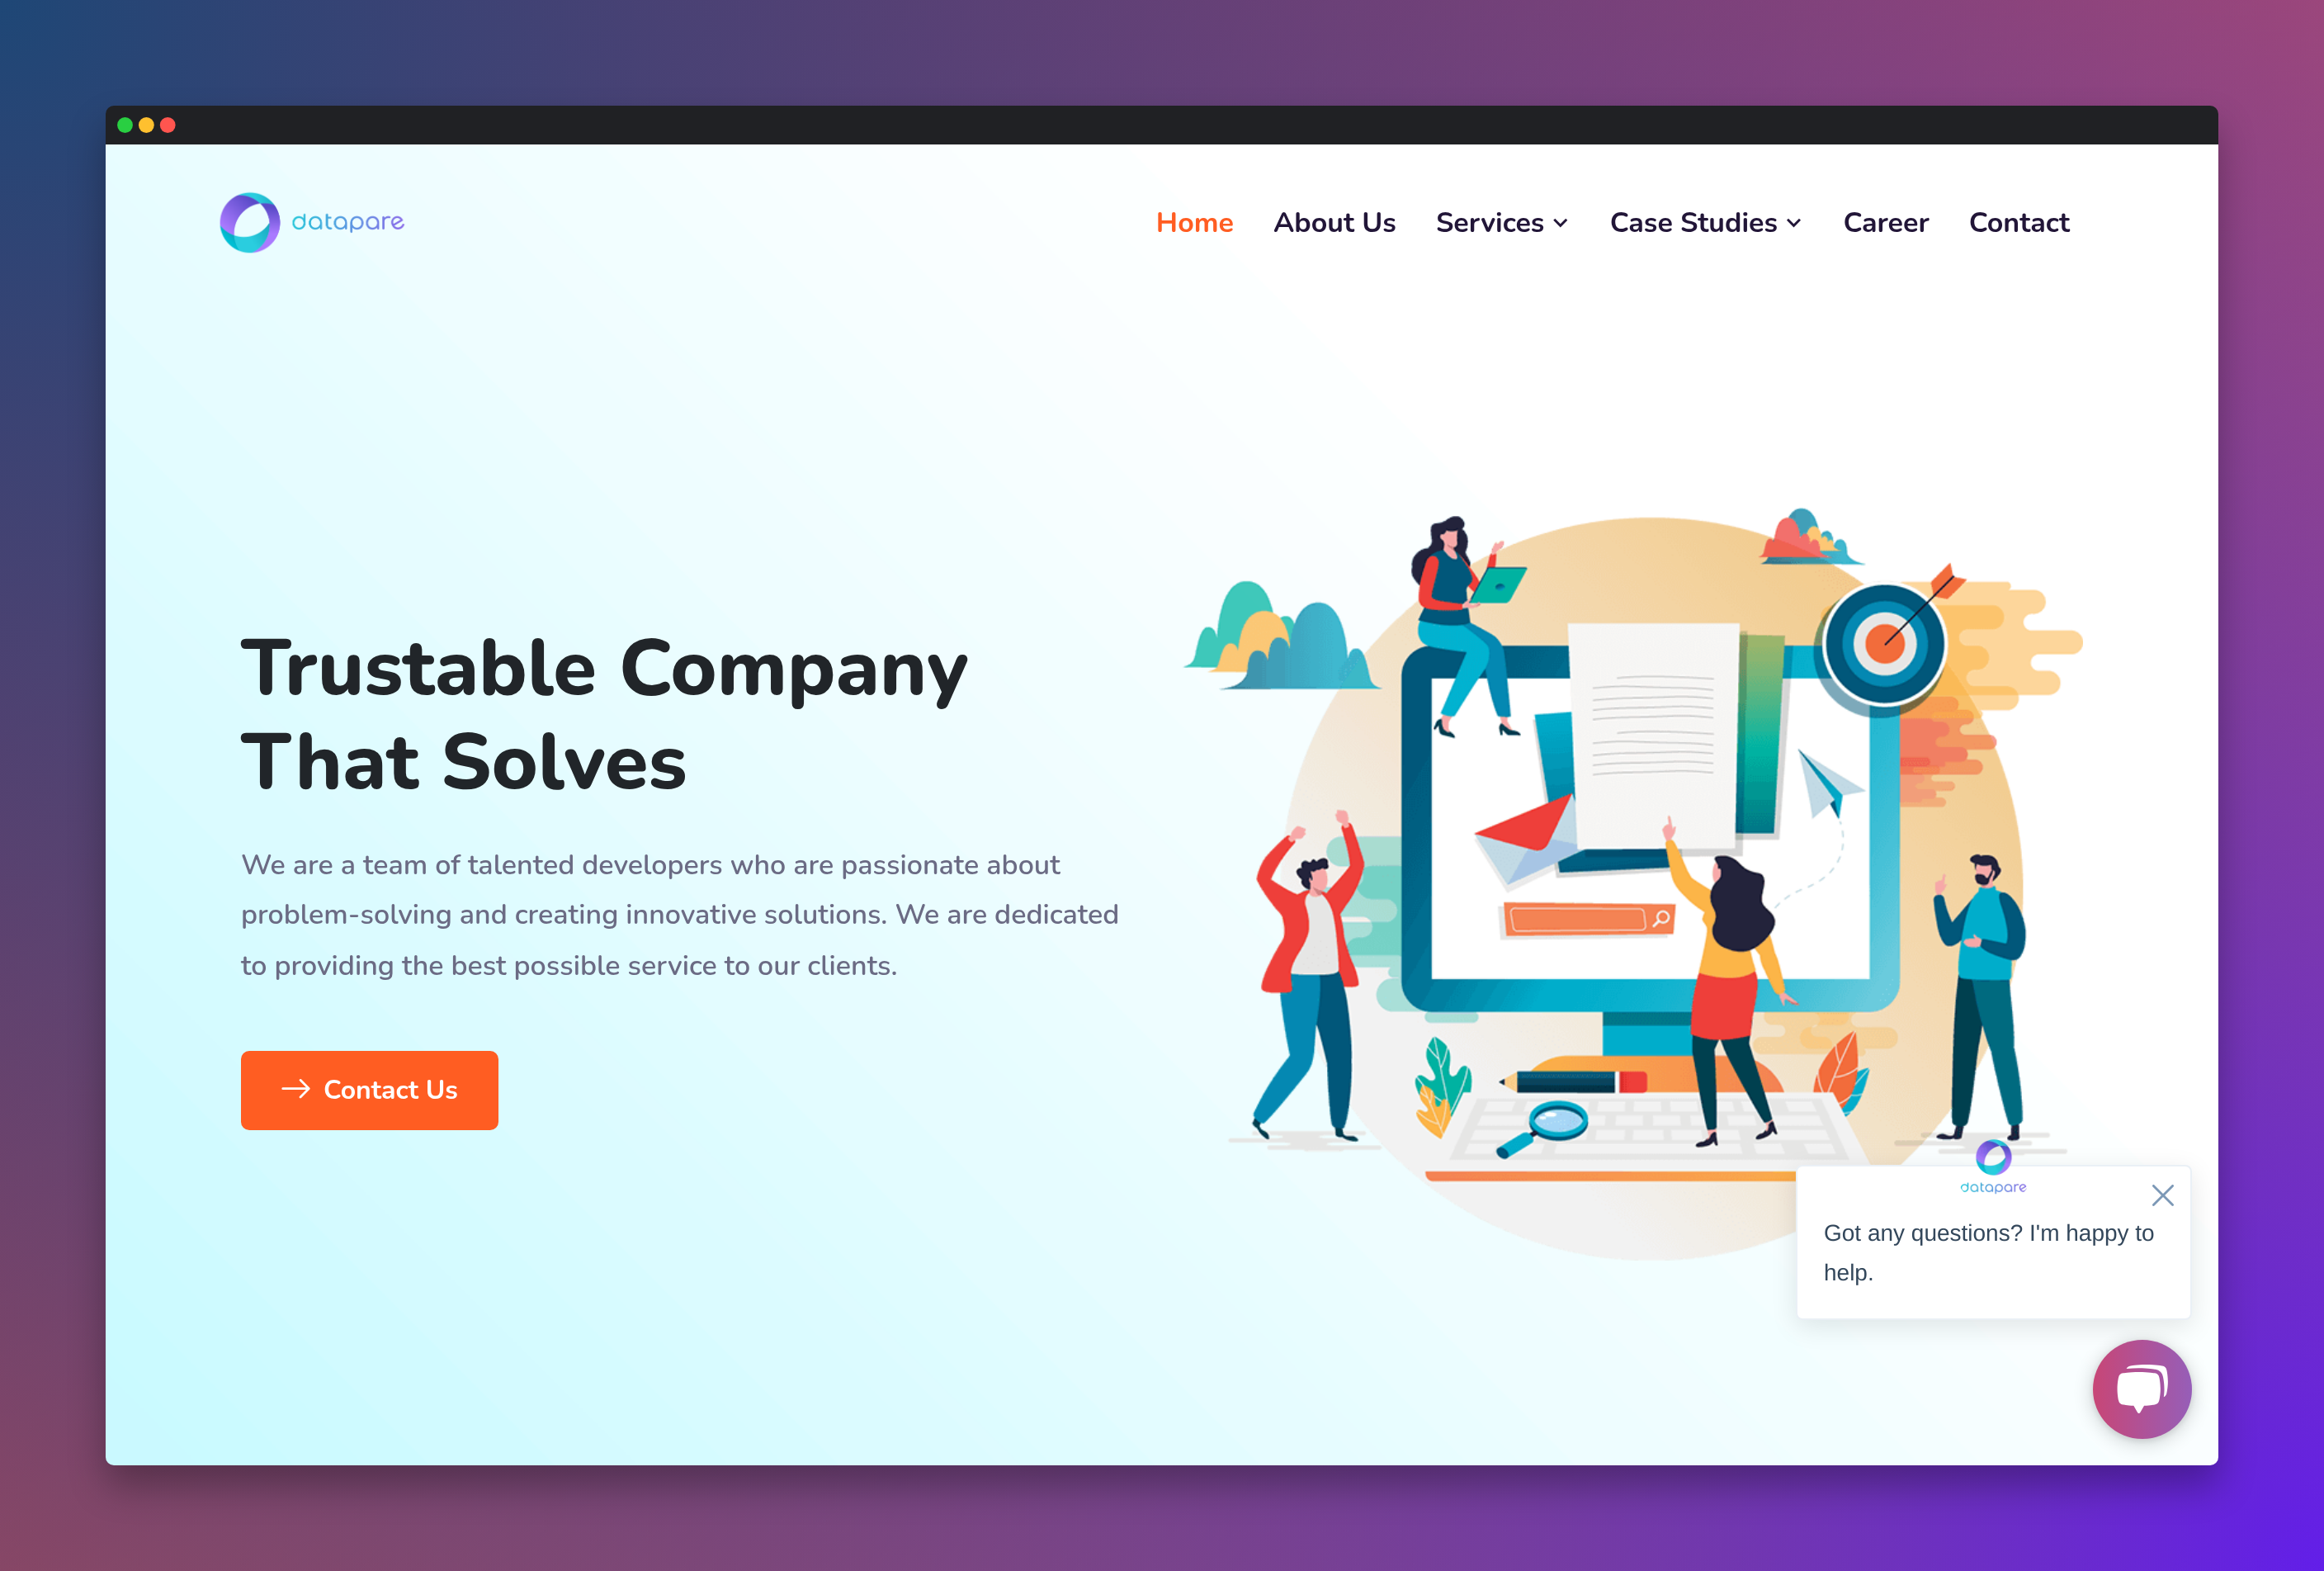 datapare
Home About Us Services Case Studies Career Contact
Trustable Company
That Solves
We are a team of talented developers who are passionate about
problem-solving and creating innovative solutions. We are dedicated
to providing the best possible service to our clients.
Contact Us
datapare
Got any questions? I'm happy to
help.